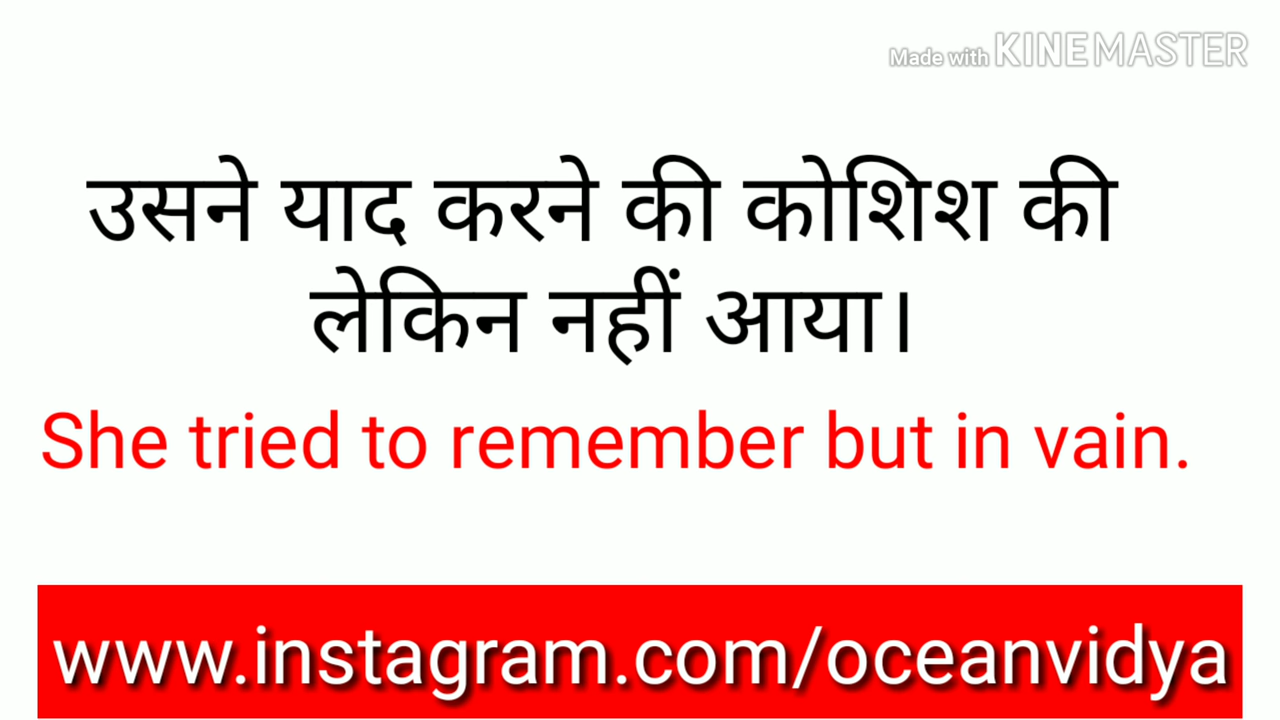 Made with KINEMASTER
उसने याद करने की कोशिश की
लेकिन नहीं आया।
She tried to remember but in vain.
www.instagram.com/oceanvidya